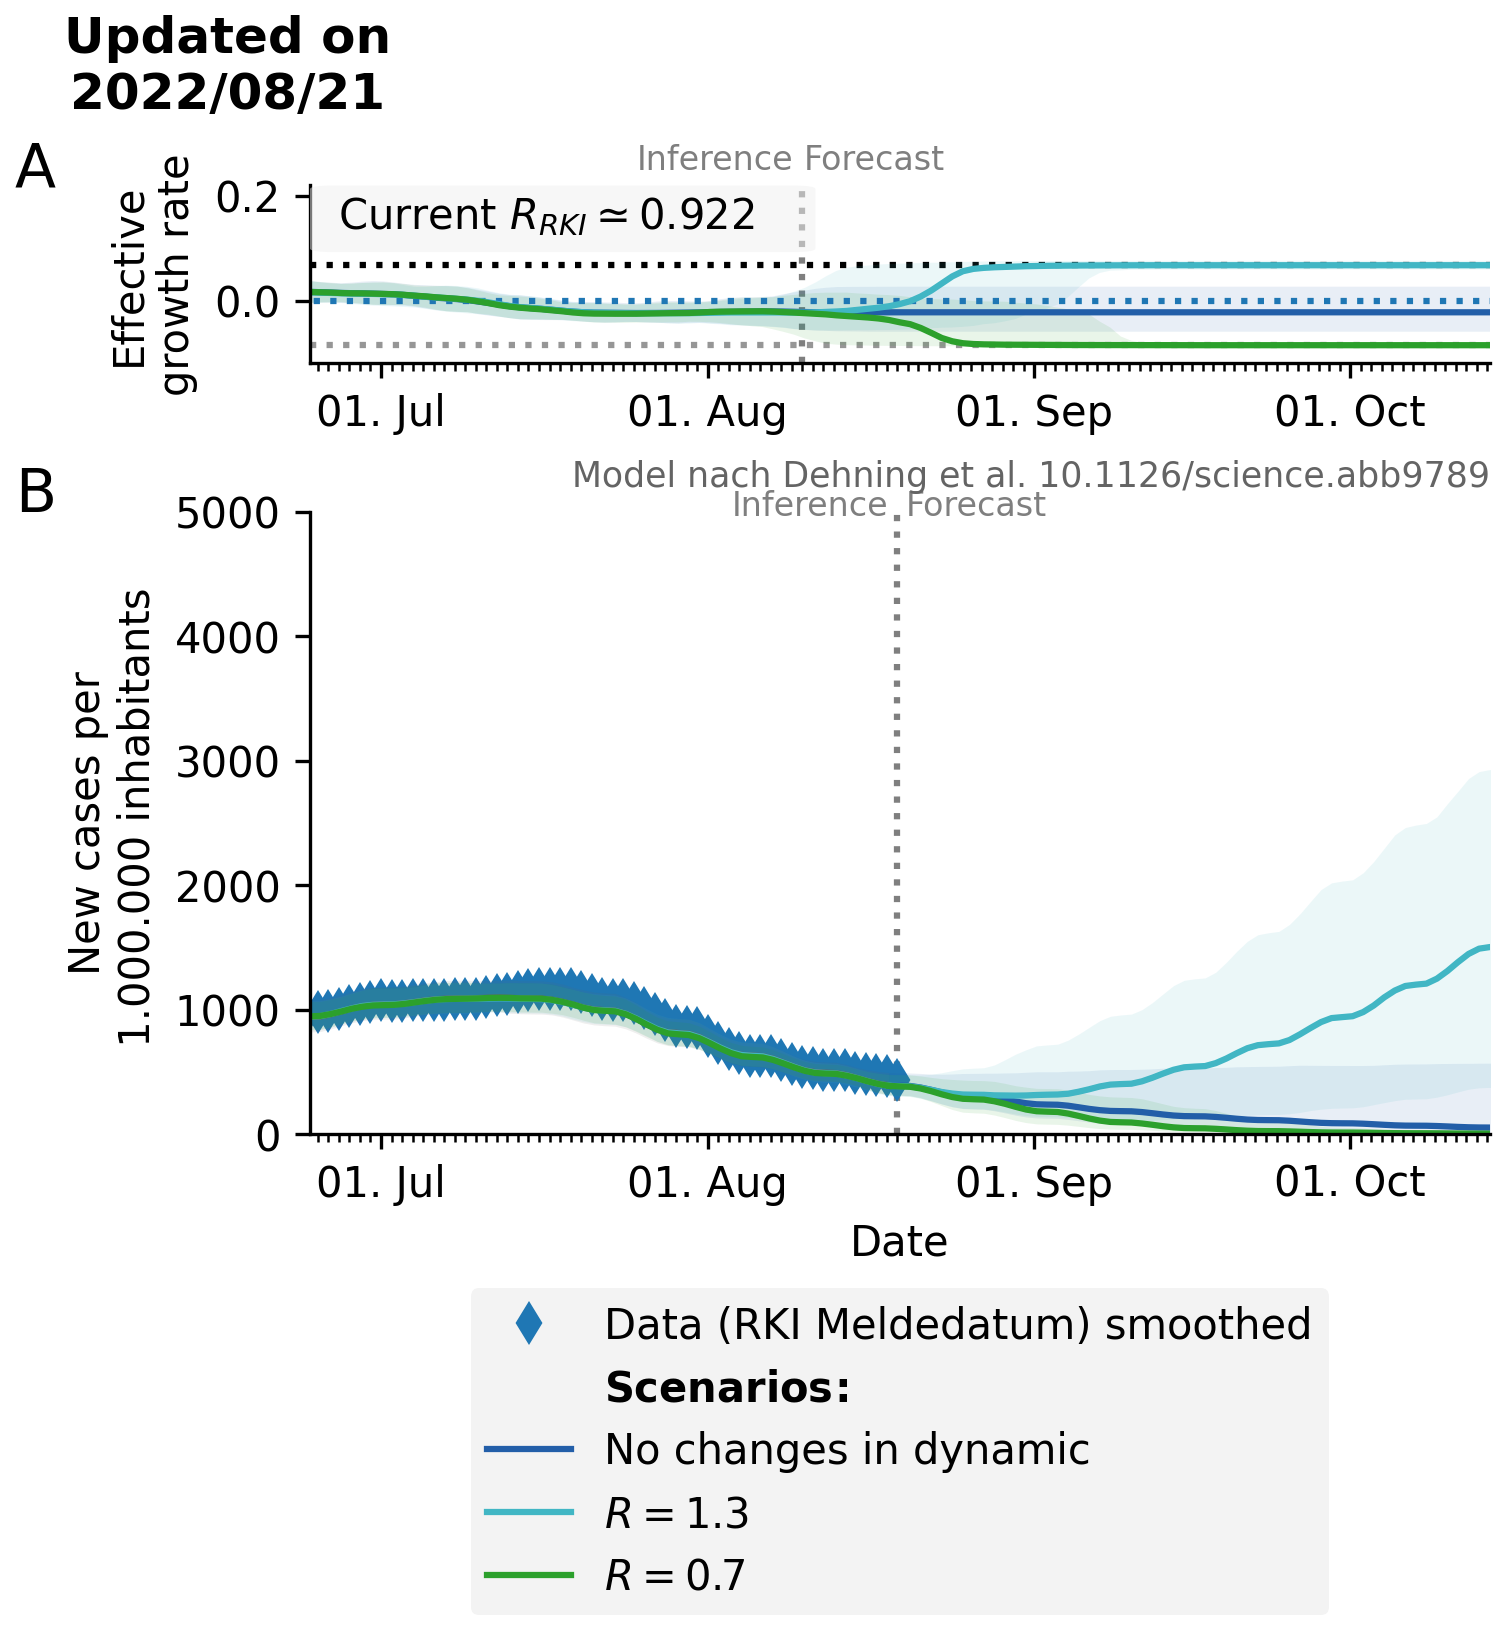 Updated on
2022/08/21
A
Inference Forecast
Effective
growth rate
0.2
0.0
Current R_RKI ≃ 0.922
01. Jul 01. Aug 01. Sep 01. Oct
B
Model nach Dehning et al. 10.1126/science.abb9789
Inference Forecast
New cases per
1.000.000 inhabitants
5000
4000
3000
2000
1000
0
01. Jul 01. Aug 01. Sep 01. Oct
Date
Data (RKI Meldedatum) smoothed
Scenarios:
No changes in dynamic
R = 1.3
R = 0.7